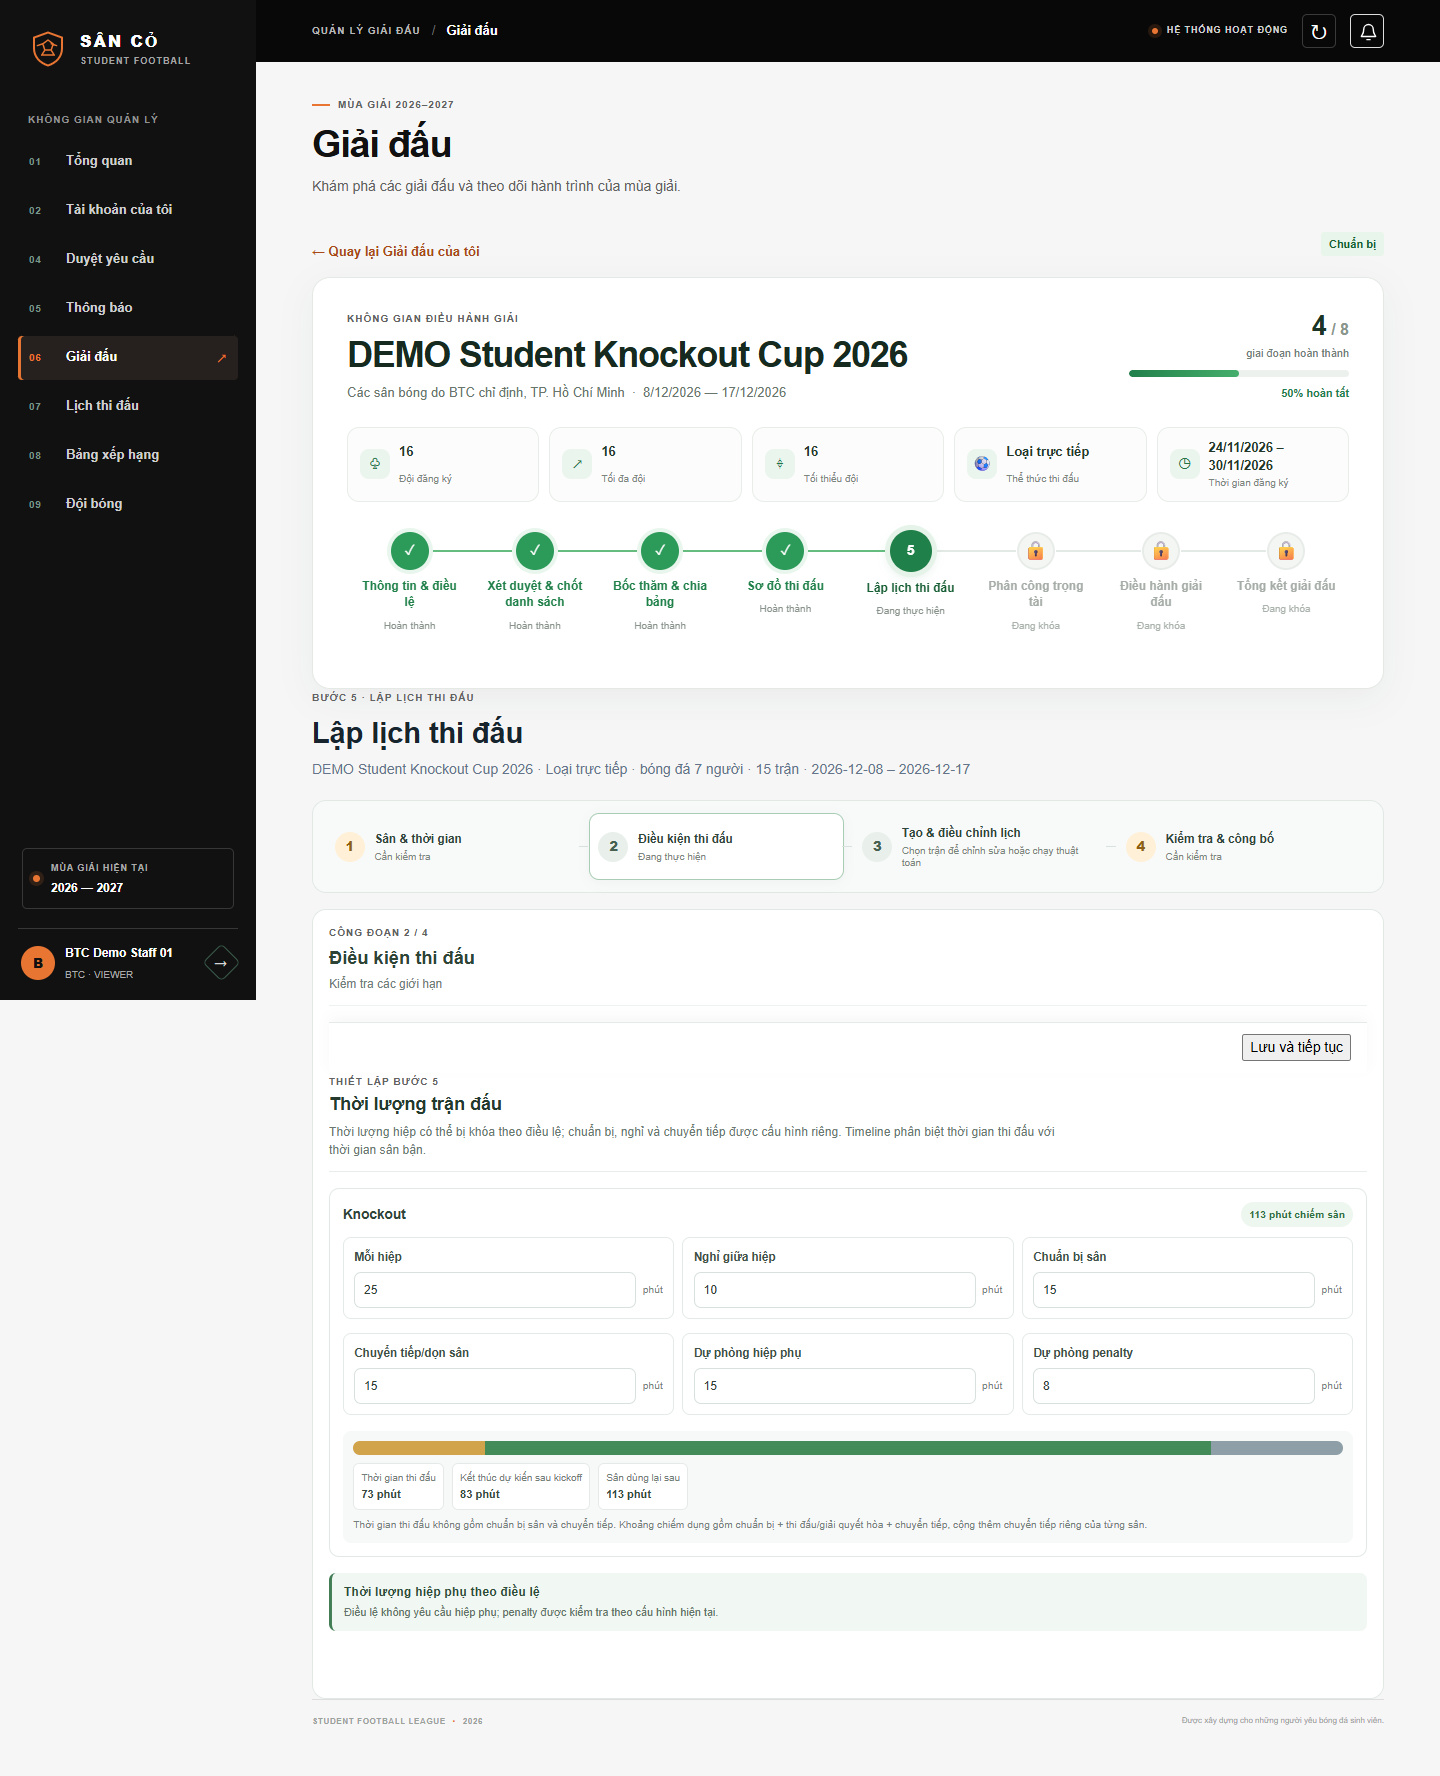 SÂN CỎ
STUDENT FOOTBALL
KHÔNG GIAN QUẢN LÝ
01 Tổng quan
02 Tài khoản của tôi
04 Duyệt yêu cầu
05 Thông báo
06 Giải đấu ↗
07 Lịch thi đấu
08 Bảng xếp hạng
09 Đội bóng
MÙA GIẢI HIỆN TẠI
2026 — 2027
B
BTC Demo Staff 01
BTC · VIEWER
→
QUẢN LÝ GIẢI ĐẤU / Giải đấu
HỆ THỐNG HOẠT ĐỘNG
MÙA GIẢI 2026–2027
Giải đấu
Khám phá các giải đấu và theo dõi hành trình của mùa giải.
← Quay lại Giải đấu của tôi
Chuẩn bị
KHÔNG GIAN ĐIỀU HÀNH GIẢI
DEMO Student Knockout Cup 2026
Các sân bóng do BTC chỉ định, TP. Hồ Chí Minh · 8/12/2026 — 17/12/2026
4 / 8
giai đoạn hoàn thành
50% hoàn tất
16
Đội đăng ký
16
Tối đa đội
16
Tối thiểu đội
Loại trực tiếp
Thể thức thi đấu
24/11/2026 –
30/11/2026
Thời gian đăng ký
✓ ✓ ✓ ✓ 5
Thông tin & điều
lệ
Hoàn thành
Xét duyệt & chốt
danh sách
Hoàn thành
Bốc thăm & chia
bảng
Hoàn thành
Sơ đồ thi đấu
Hoàn thành
Lập lịch thi đấu
Đang thực hiện
Phân công trọng
tài
Đang khóa
Điều hành giải
đấu
Đang khóa
Tổng kết giải đấu
Đang khóa
BƯỚC 5 · LẬP LỊCH THI ĐẤU
Lập lịch thi đấu
DEMO Student Knockout Cup 2026 · Loại trực tiếp · bóng đá 7 người · 15 trận · 2026-12-08 – 2026-12-17
1
Sân & thời gian
Cần kiểm tra
2
Điều kiện thi đấu
Đang thực hiện
3
Tạo & điều chỉnh lịch
Chọn trận để chỉnh sửa hoặc chạy thuật
toán
4
Kiểm tra & công bố
Cần kiểm tra
CÔNG ĐOẠN 2 / 4
Điều kiện thi đấu
Kiểm tra các giới hạn
Lưu và tiếp tục
THIẾT LẬP BƯỚC 5
Thời lượng trận đấu
Thời lượng hiệp có thể bị khóa theo điều lệ; chuẩn bị, nghỉ và chuyển tiếp được cấu hình riêng. Timeline phân biệt thời gian thi đấu với
thời gian sân bận.
Knockout
113 phút chiếm sân
Mỗi hiệp
25 phút
Nghỉ giữa hiệp
10 phút
Chuẩn bị sân
15 phút
Chuyển tiếp/dọn sân
15 phút
Dự phòng hiệp phụ
15 phút
Dự phòng penalty
8 phút
Thời gian thi đấu
73 phút
Kết thúc dự kiến sau kickoff
83 phút
Sân dùng lại sau
113 phút
Thời gian thi đấu không gồm chuẩn bị sân và chuyển tiếp. Khoảng chiếm dụng gồm chuẩn bị + thi đấu/giải quyết hòa + chuyển tiếp, cộng thêm chuyển tiếp riêng của từng sân.
Thời lượng hiệp phụ theo điều lệ
Điều lệ không yêu cầu hiệp phụ; penalty được kiểm tra theo cấu hình hiện tại.
STUDENT FOOTBALL LEAGUE • 2026
Được xây dựng cho những người yêu bóng đá sinh viên.